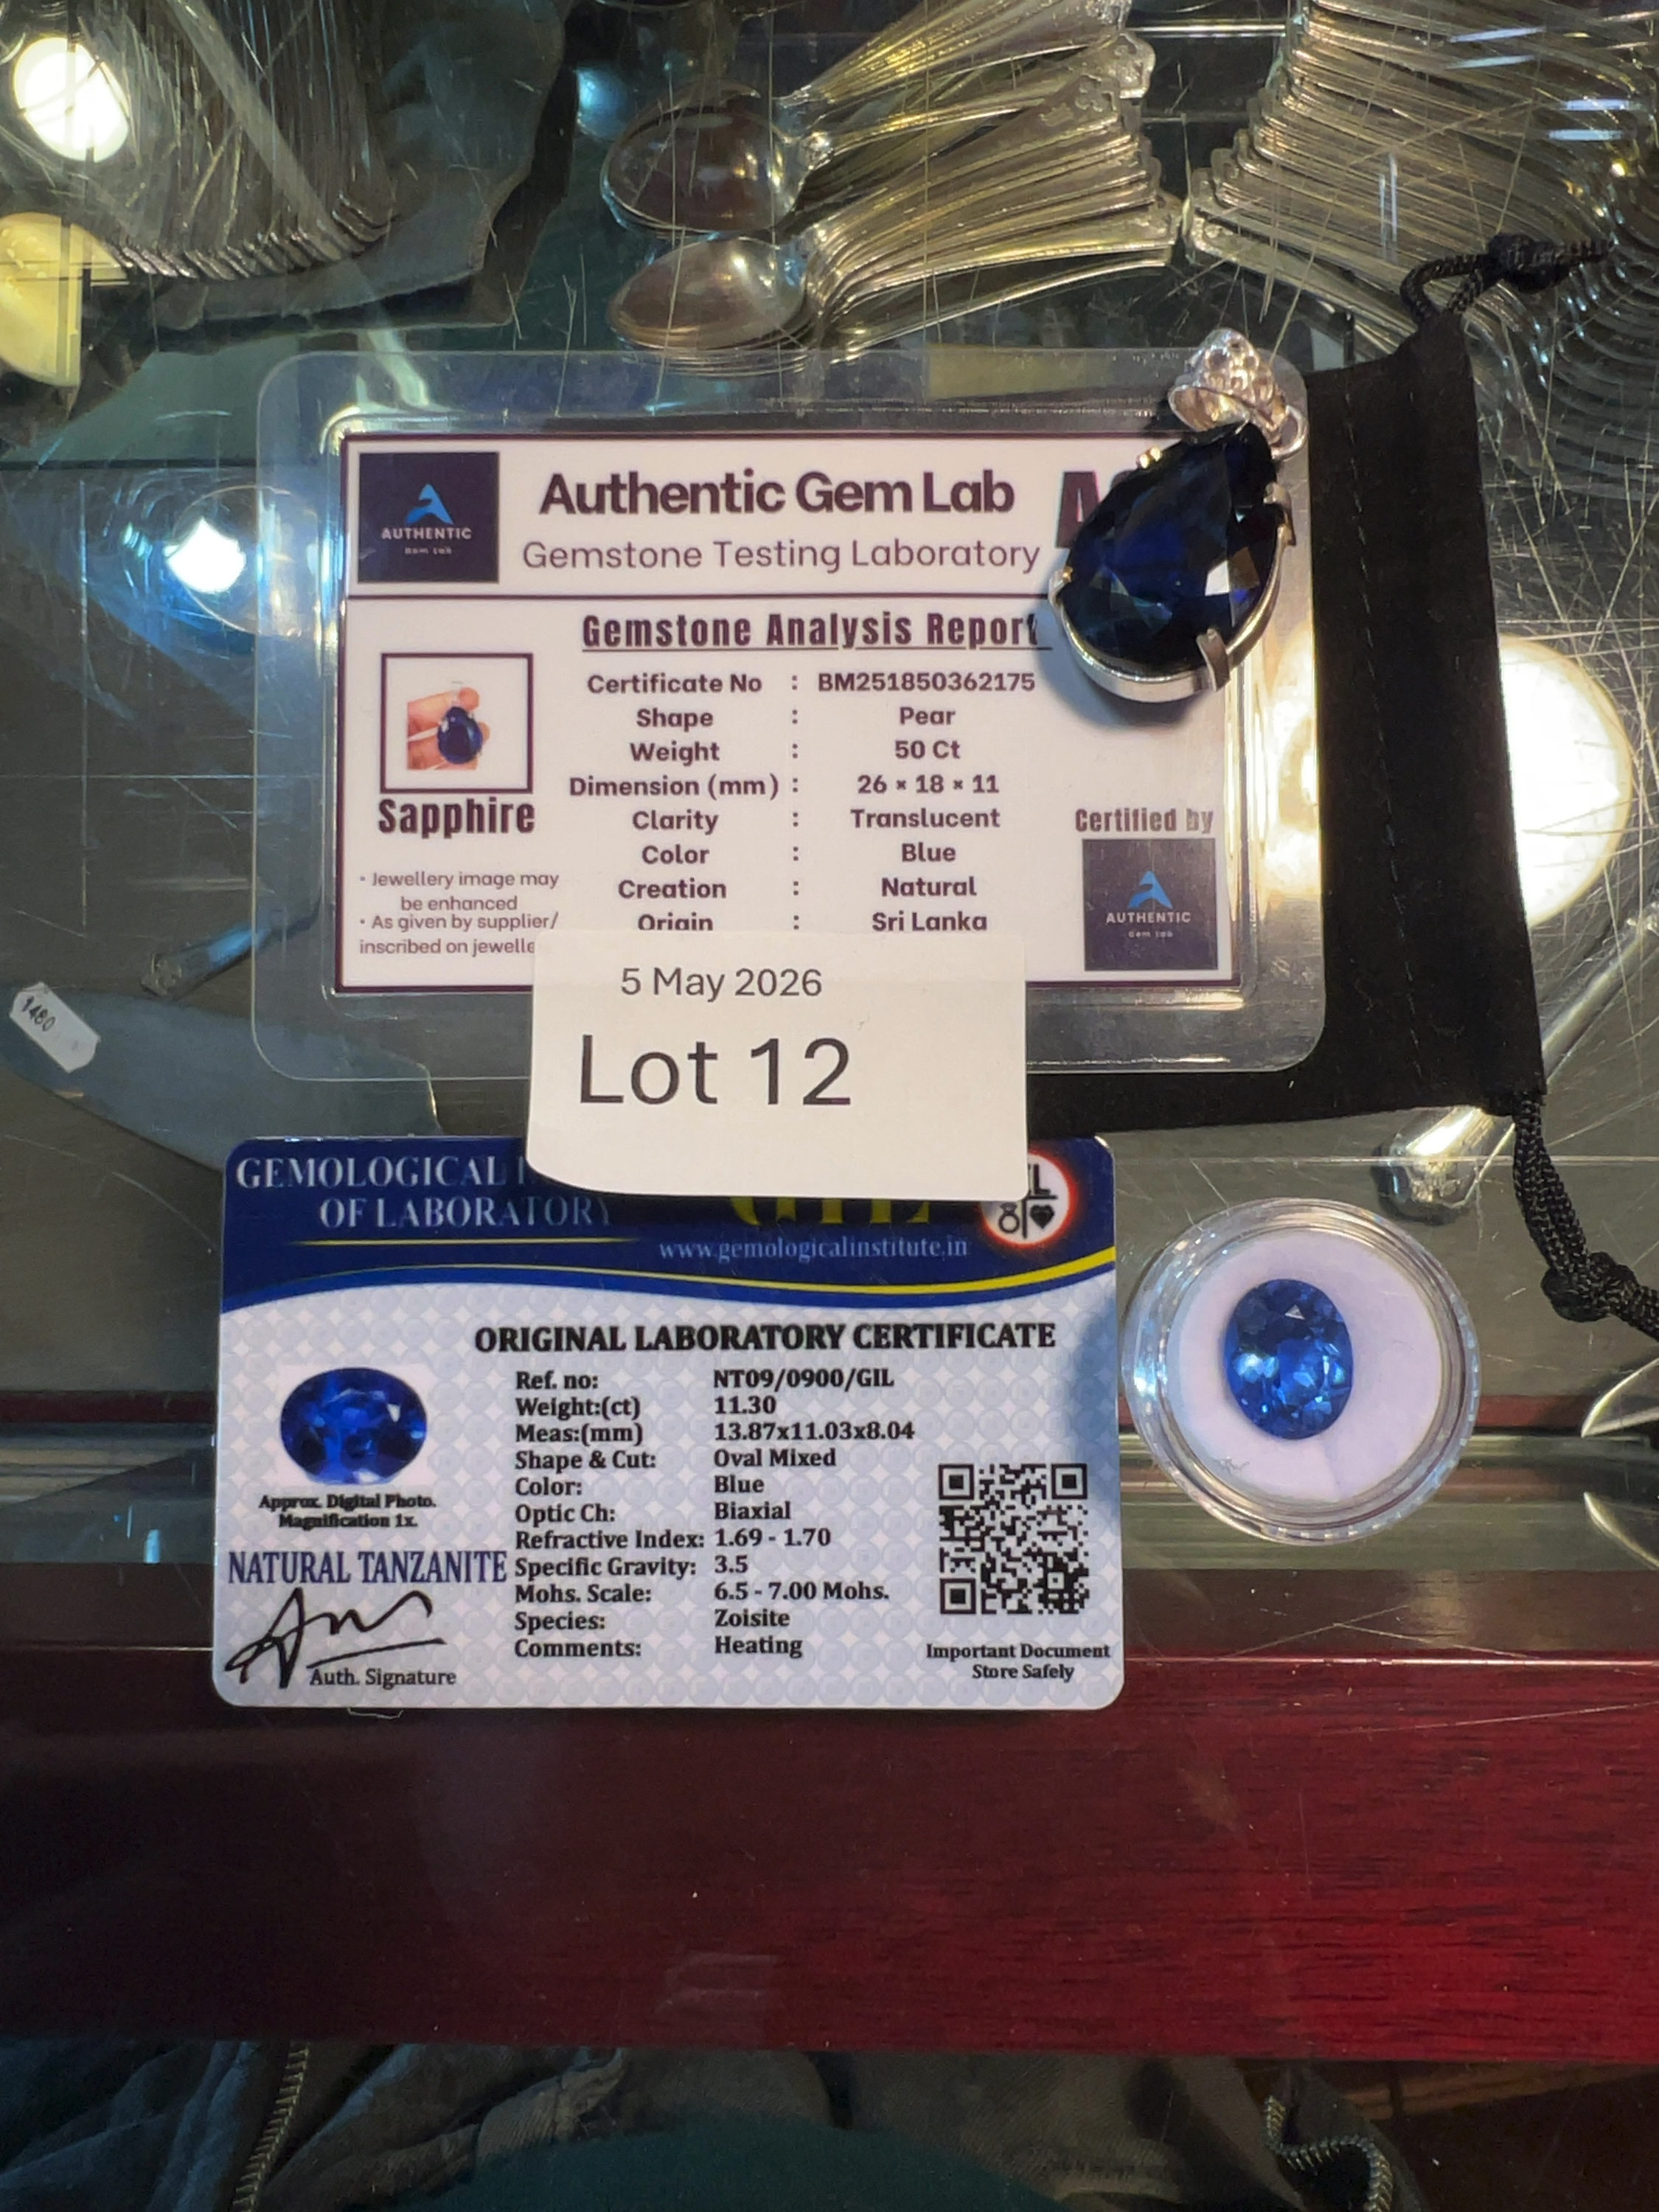 AUTHENTIC
Gem Lab
Authentic Gem Lab
Gemstone Testing Laboratory
Gemstone Analysis Report
Certificate No : BM251850362175
Shape : Pear
Weight : 50 Ct
Dimension (mm) : 26 × 18 × 11
Clarity : Translucent
Color : Blue
Creation : Natural
Origin : Sri Lanka
Sapphire
• Jewellery image may
be enhanced
• As given by supplier/
inscribed on jewelle
Certified by
AUTHENTIC
Gem Lab
5 May 2026
Lot 12
1480
GEMOLOGICAL
OF LABORATORY
www.gemologicalinstitute.in
ORIGINAL LABORATORY CERTIFICATE
Ref. no: NT09/0900/GIL
Weight:(ct) 11.30
Meas:(mm) 13.87x11.03x8.04
Shape & Cut: Oval Mixed
Color: Blue
Optic Ch: Biaxial
Refractive Index: 1.69 - 1.70
Specific Gravity: 3.5
Mohs. Scale: 6.5 - 7.00 Mohs.
Species: Zoisite
Comments: Heating
Approx. Digital Photo.
Magnification 1x.
NATURAL TANZANITE
Auth. Signature
Important Document
Store Safely